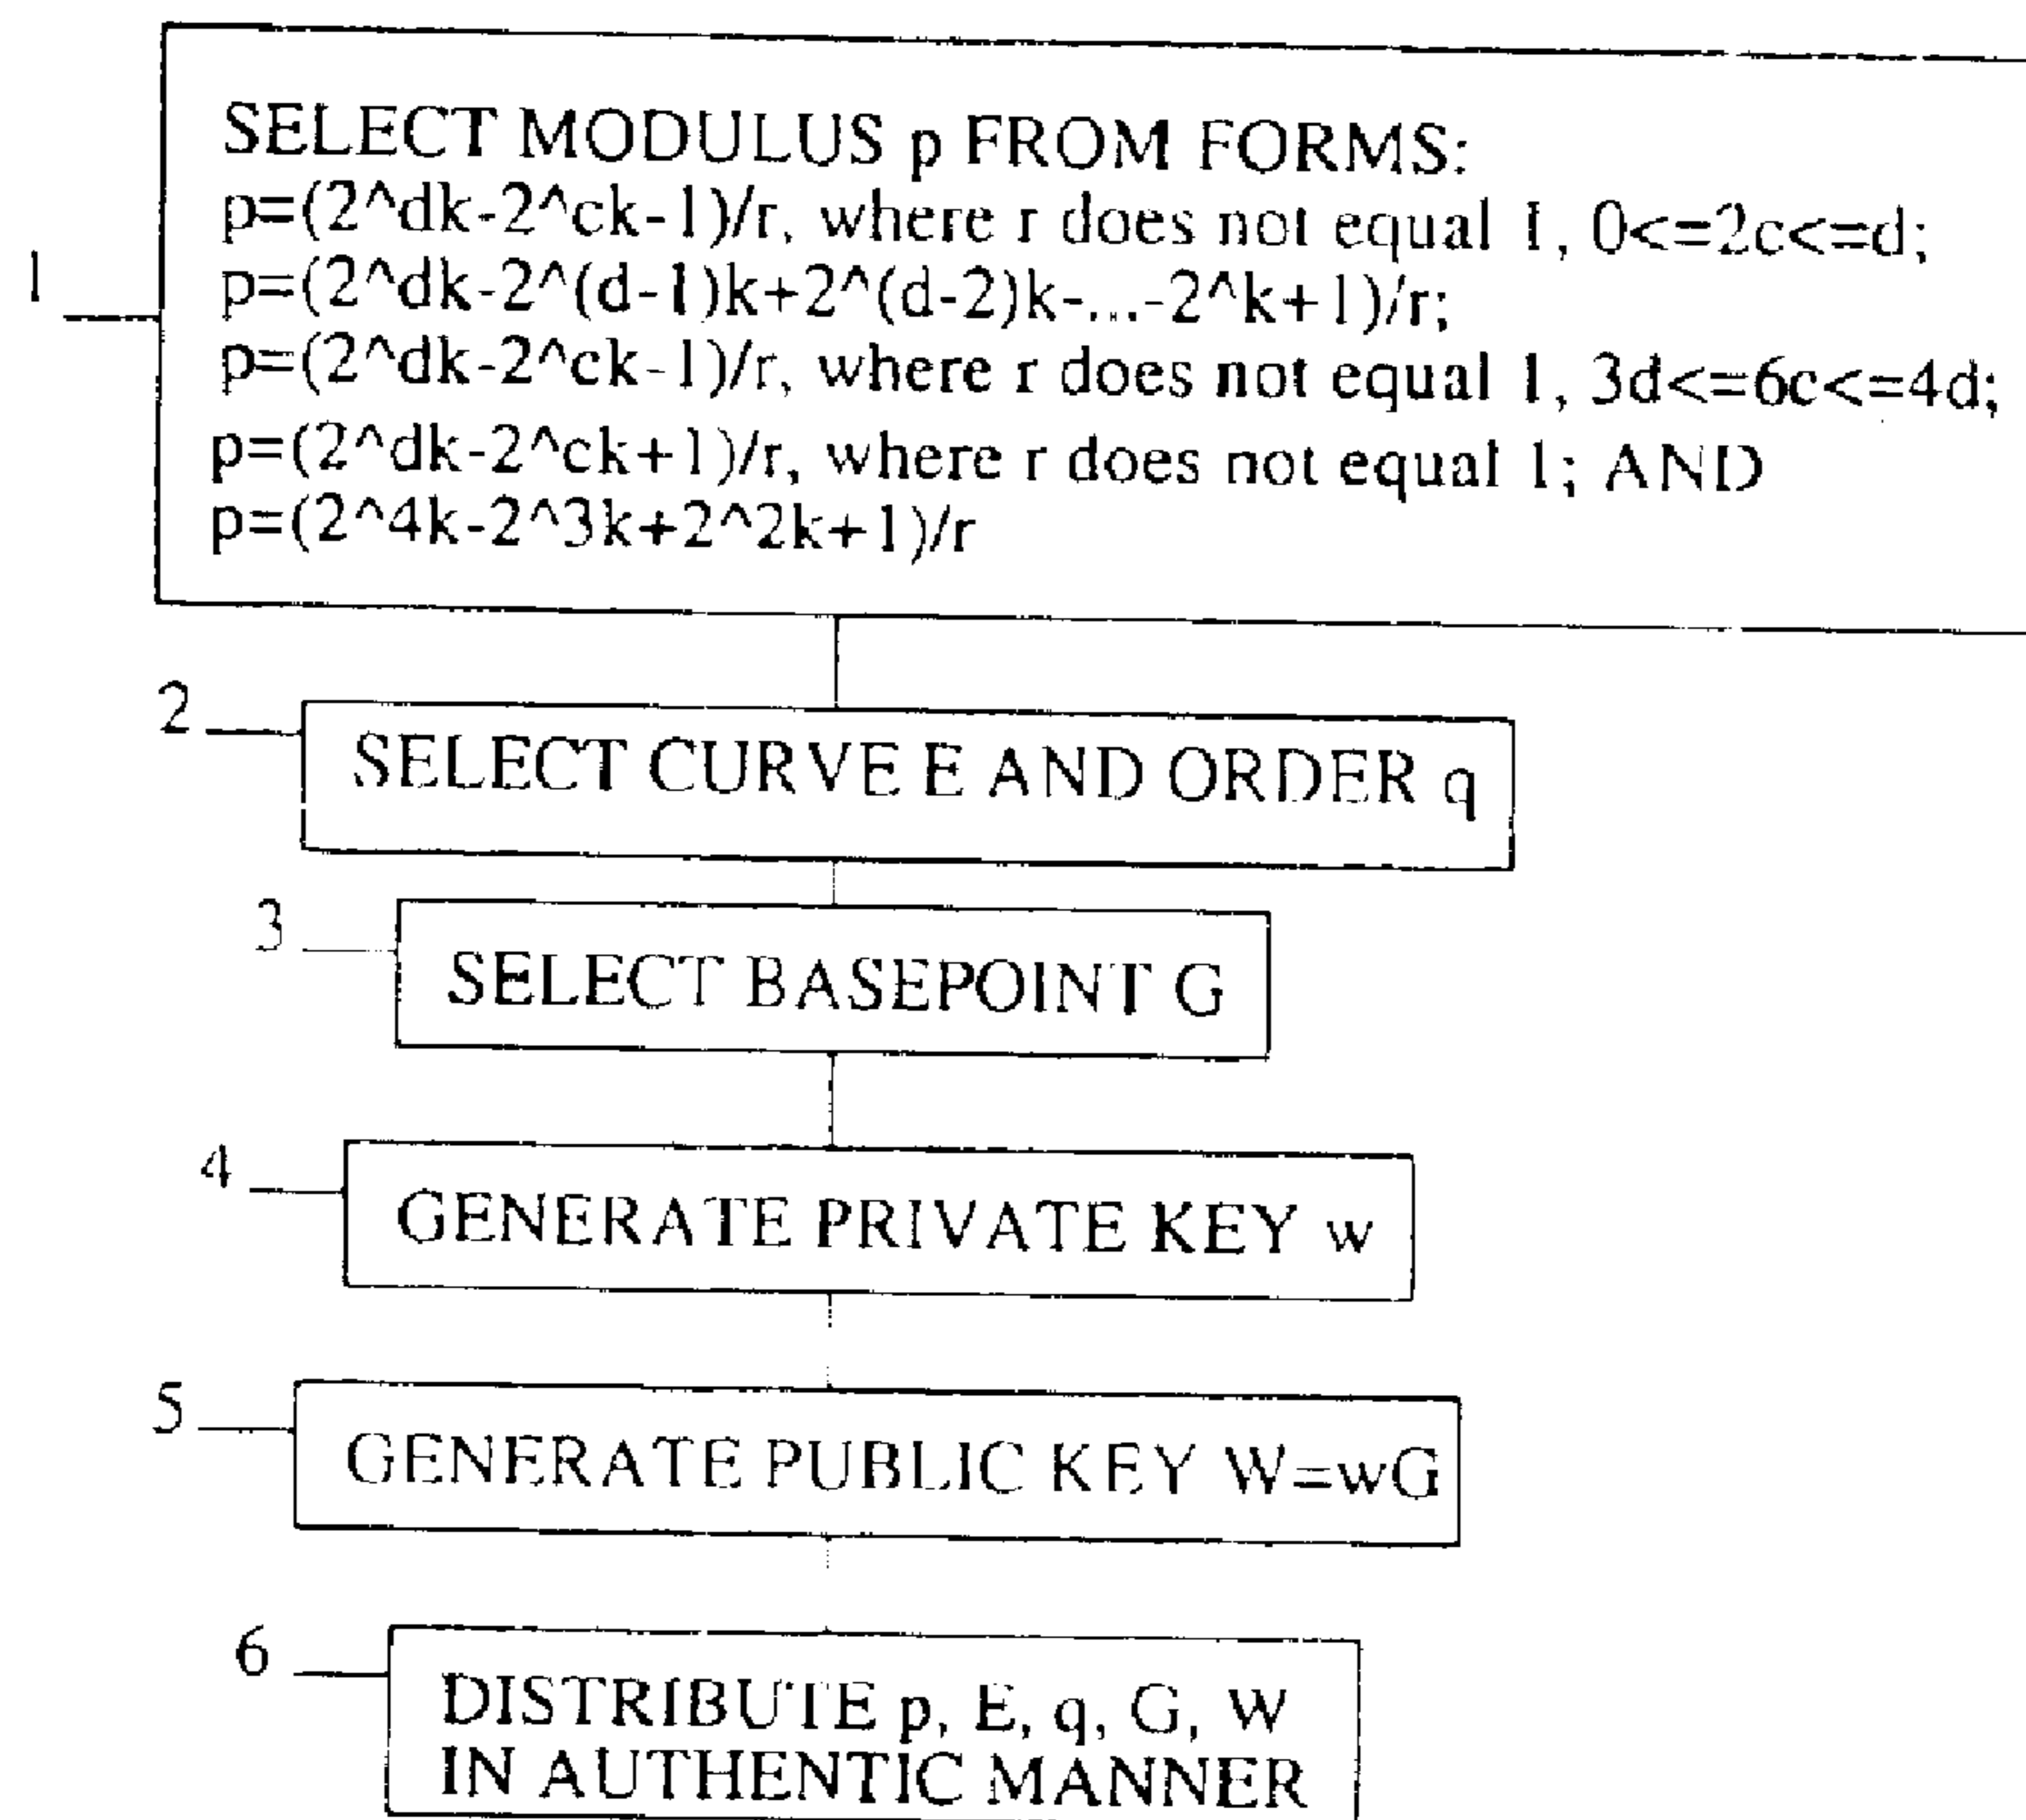 SELECT MODULUS p FROM FORMS:
p=(2^dk-2^ck-1)/r, where r does not equal 1, 0<=2c<=d;
1
p=(2^dk-2^(d-1)k+2^(d-2)k-...-2^k+1)/r;
p=(2^dk-2^ck-1)/r, where r does not equal 1, 3d<=6c<=4d;
p=(2^dk-2^ck+1)/r, where r does not equal 1; AND
p=(2^4k-2^3k+2^2k+1)/r
2
SELECT CURVE E AND ORDER q
3
SELECT BASEPOINT G
4
GENERATE PRIVATE KEY w
5
GENERATE PUBLIC KEY W=wG
6
DISTRIBUTE p, E, q, G, W
IN AUTHENTIC MANNER